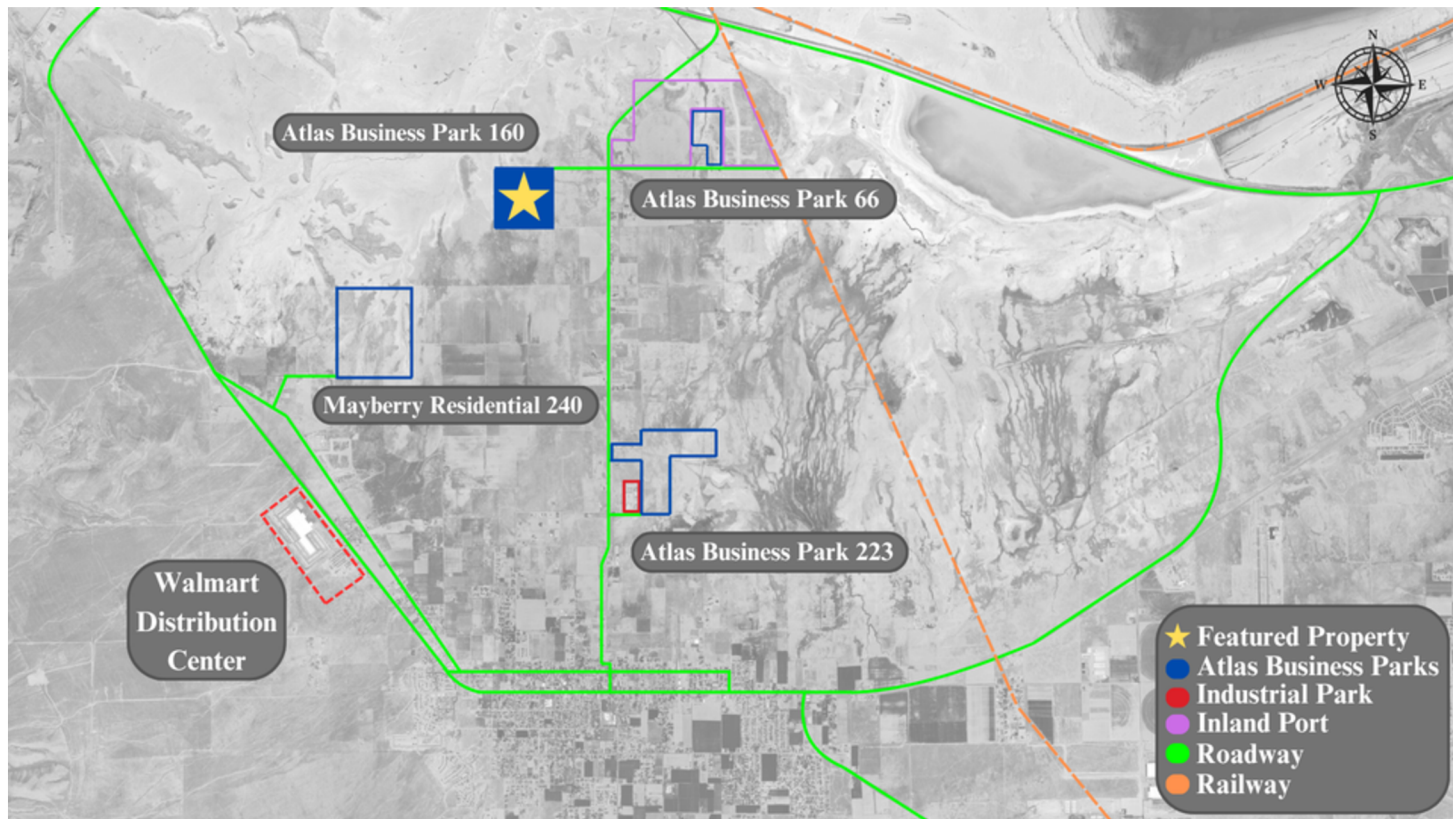 N
W
E
S
Atlas Business Park 160
Atlas Business Park 66
Mayberry Residential 240
Atlas Business Park 223
Walmart
Distribution
Center
Featured Property
Atlas Business Parks
Industrial Park
Inland Port
Roadway
Railway